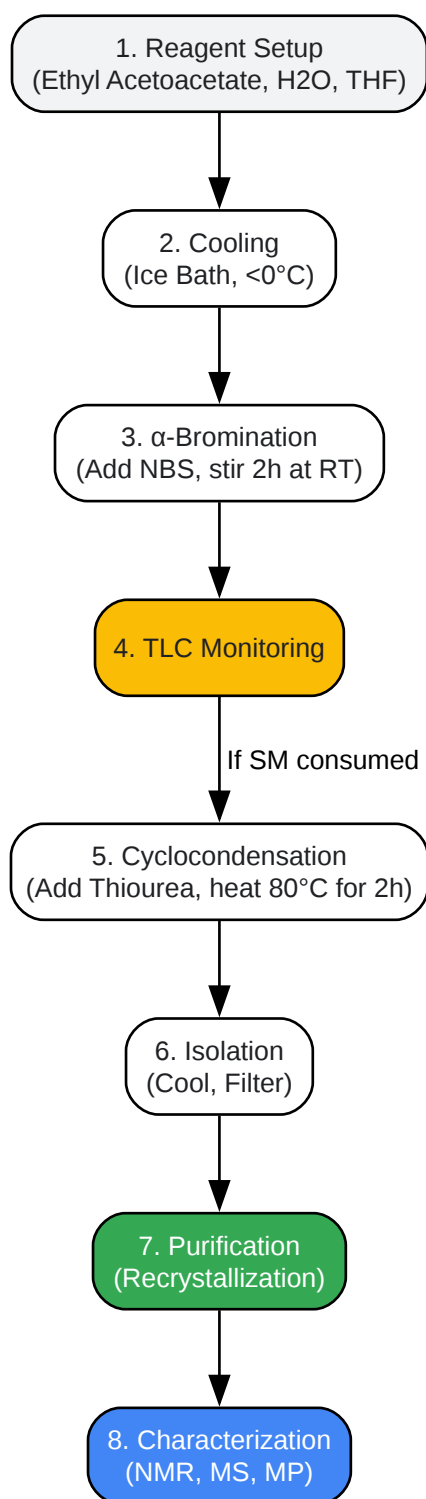 1. Reagent Setup
(Ethyl Acetoacetate, H2O, THF)
2. Cooling
(Ice Bath, <0°C)
3. α-Bromination
(Add NBS, stir 2h at RT)
4. TLC Monitoring
If SM consumed
5. Cyclocondensation
(Add Thiourea, heat 80°C for 2h)
6. Isolation
(Cool, Filter)
7. Purification
(Recrystallization)
8. Characterization
(NMR, MS, MP)